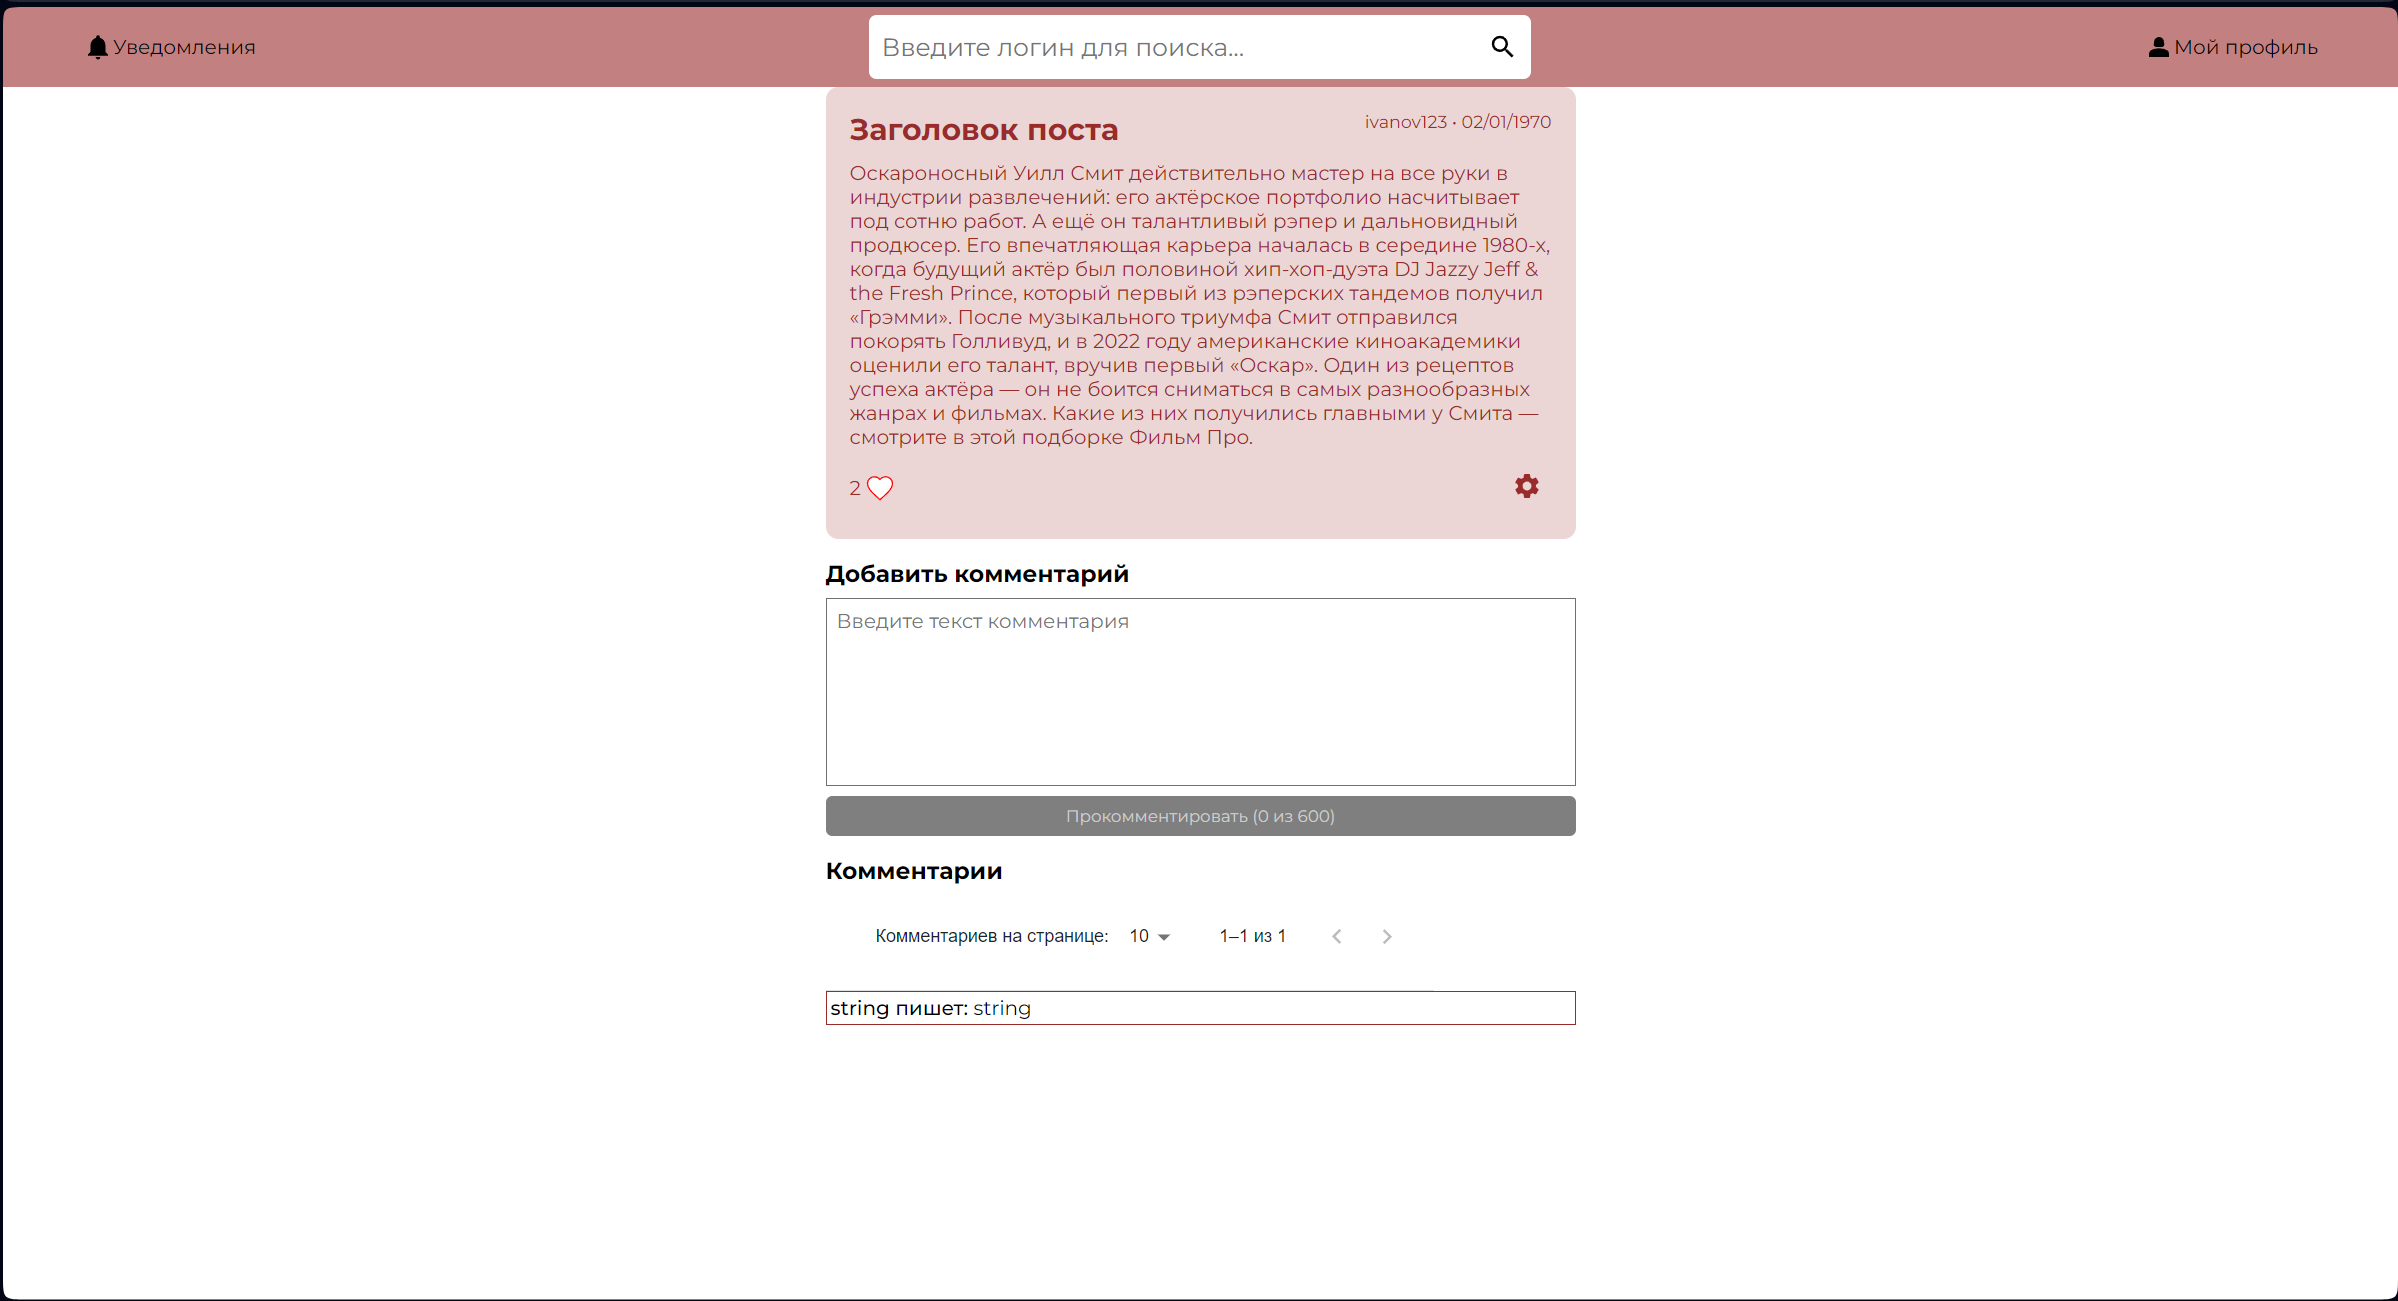 Уведомления
Введите логин для поиска...
Мой профиль
Заголовок поста
ivanov123 • 02/01/1970
Оскароносный Уилл Смит действительно мастер на все руки в
индустрии развлечений: его актёрское портфолио насчитывает
под сотню работ. А ещё он талантливый рэпер и дальновидный
продюсер. Его впечатляющая карьера началась в середине 1980-х,
когда будущий актёр был половиной хип-хоп-дуэта DJ Jazzy Jeff &
the Fresh Prince, который первый из рэперских тандемов получил
«Грэмми». После музыкального триумфа Смит отправился
покорять Голливуд, и в 2022 году американские киноакадемики
оценили его талант, вручив первый «Оскар». Один из рецептов
успеха актёра — он не боится сниматься в самых разнообразных
жанрах и фильмах. Какие из них получились главными у Смита —
смотрите в этой подборке Фильм Про.
2
Добавить комментарий
Введите текст комментария
Прокомментировать (0 из 600)
Комментарии
Комментариев на странице: 10 1–1 из 1
string пишет: string